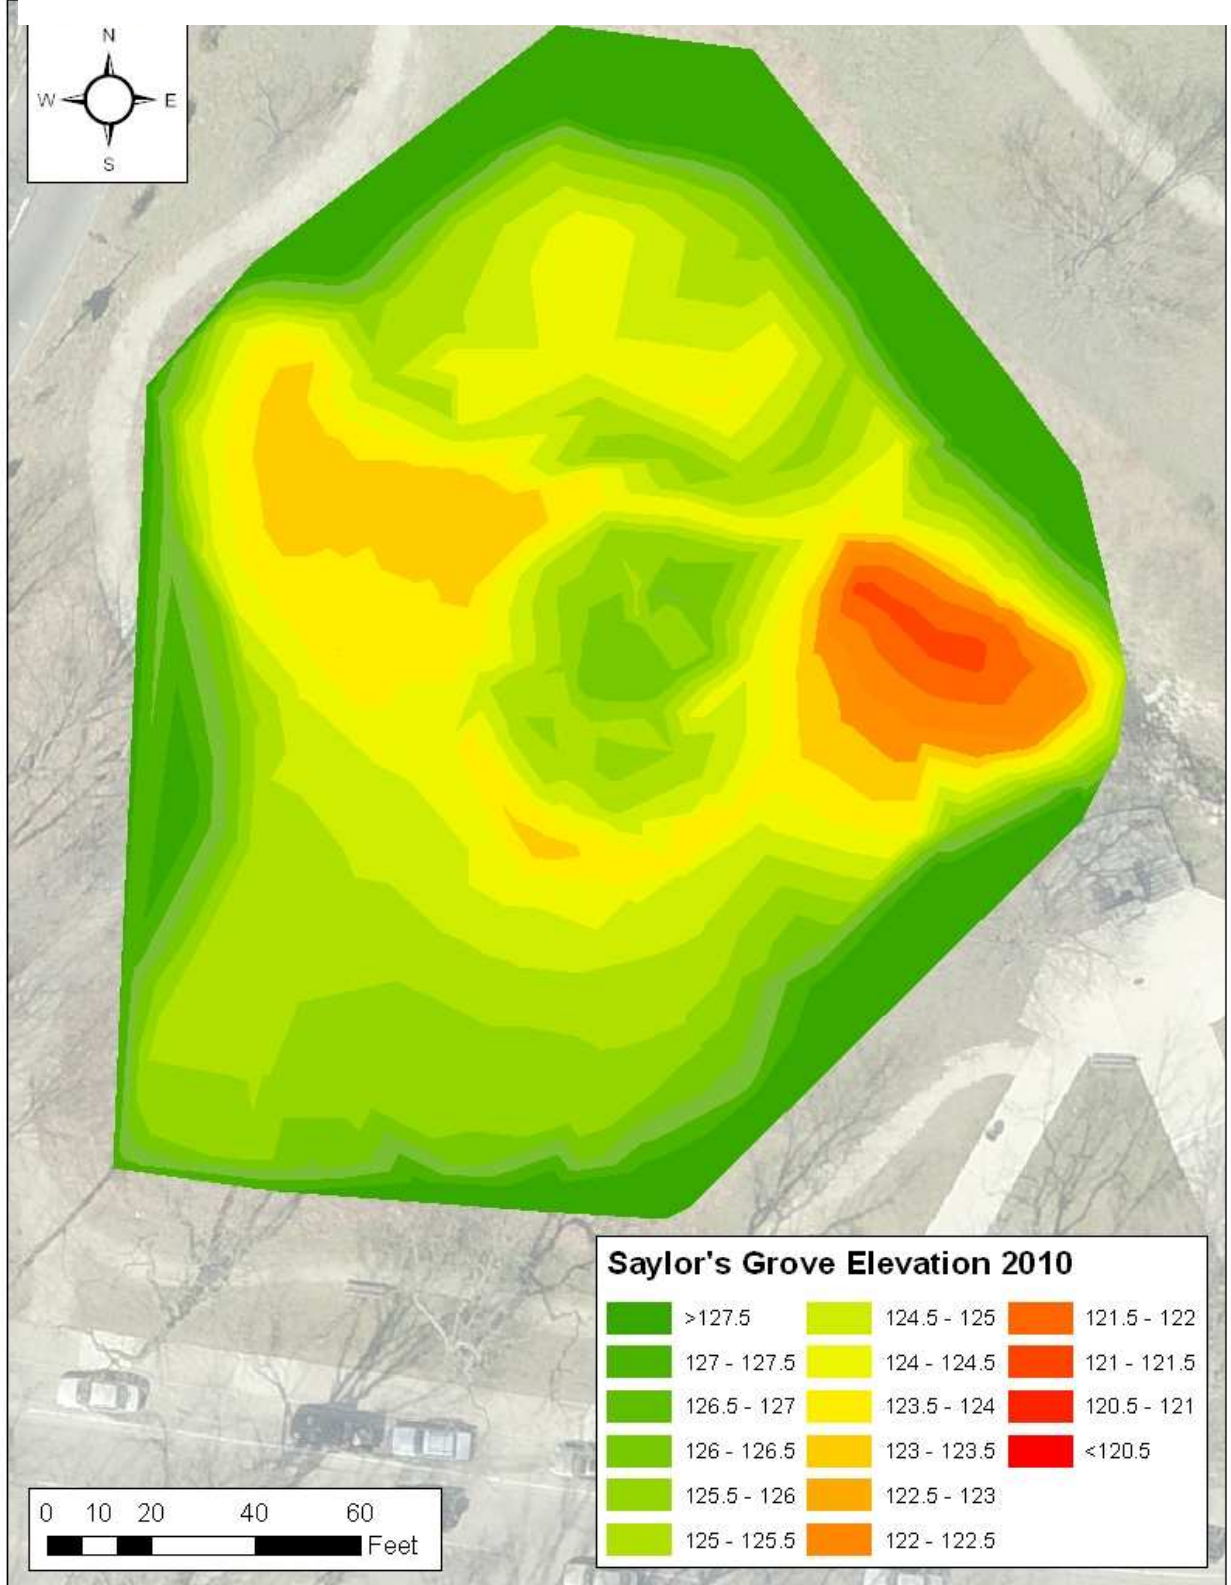 N
W E
S
Saylor's Grove Elevation 2010
>127.5 124.5 - 125 121.5 - 122
127 - 127.5 124 - 124.5 121 - 121.5
126.5 - 127 123.5 - 124 120.5 - 121
126 - 126.5 123 - 123.5 <120.5
125.5 - 126 122.5 - 123
125 - 125.5 122 - 122.5
0 10 20 40 60
Feet